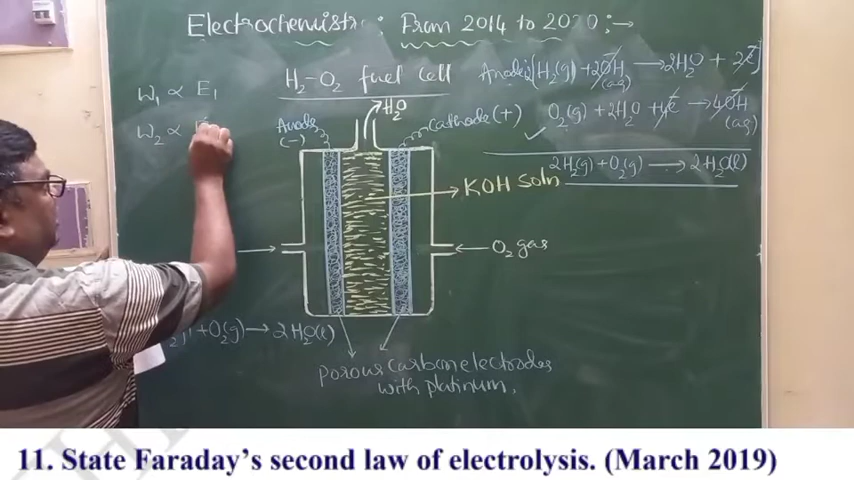 Electrochemistry: From 2014 to 2020:→
W₁ ∝ E₁
W₂ ∝ E
H₂-O₂ fuel cell
Anode:[H₂(g) + 2OH⁻(aq) → 2H₂O + 2e⁻]
O₂(g) + 2H₂O + 4e⁻ → 4OH⁻(aq)
2H₂(g) + O₂(g) → 2H₂O(l)
H₂O
Anode (-)
Cathode (+)
KOH Soln
O₂ gas
+ O₂(g) → 2H₂O(l)
Porous Carbon electrodes
with platinum.
11. State Faraday's second law of electrolysis. (March 2019)